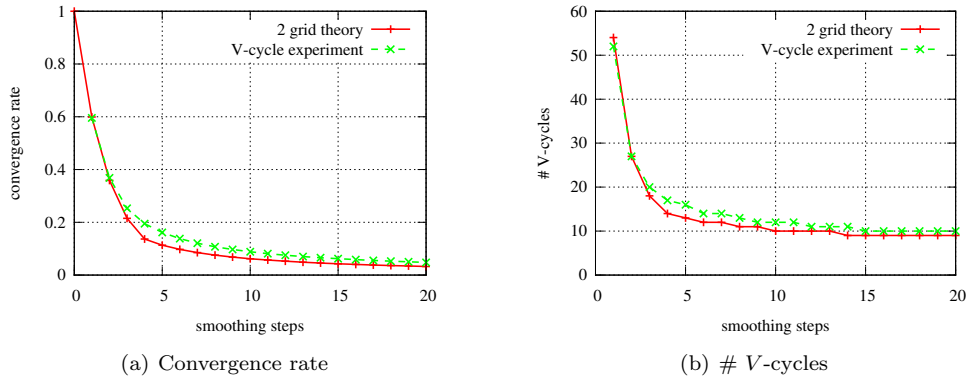 1
0.8
0.6
0.4
0.2
0
0 5 10 15 20
convergence rate
smoothing steps
2 grid theory
V-cycle experiment
(a) Convergence rate
60
50
40
30
20
10
0
0 5 10 15 20
# V-cycles
smoothing steps
2 grid theory
V-cycle experiment
(b) # V-cycles